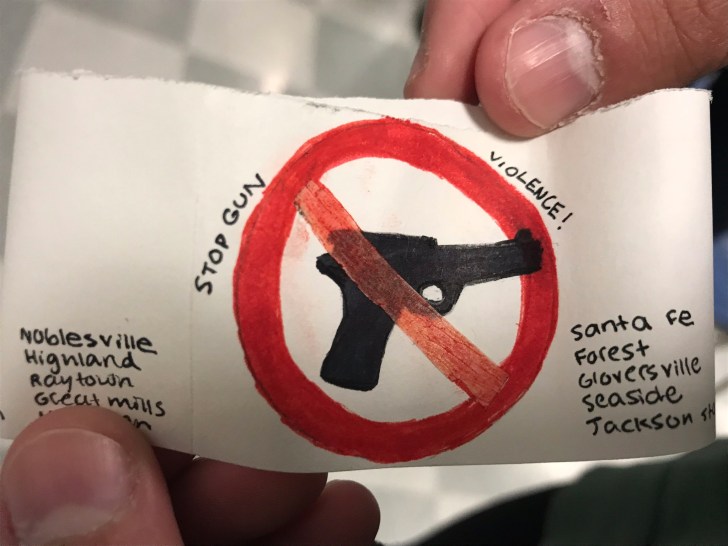 STOP GUN
VIOLENCE!
Noblesville
Highland
Raytown
Great mills
Santa Fe
Forest
Gloversville
Seaside
Jackson